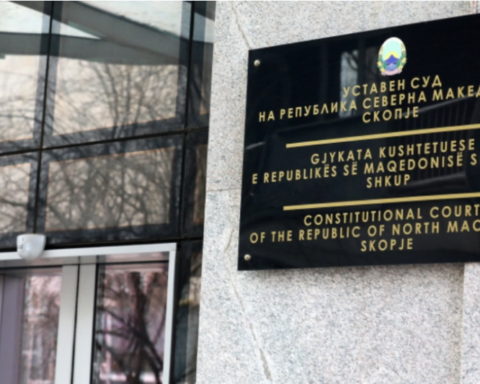 УСТАВЕН СУД
НА РЕПУБЛИКА СЕВЕРНА
СКОПЈЕ
GJYKATA KUSHTETUESE
E REPUBLIKËS SË MAQEDONISË
SHKUP
CONSTITUTIONAL COURT
OF THE REPUBLIC OF NORTH
SKOPJE